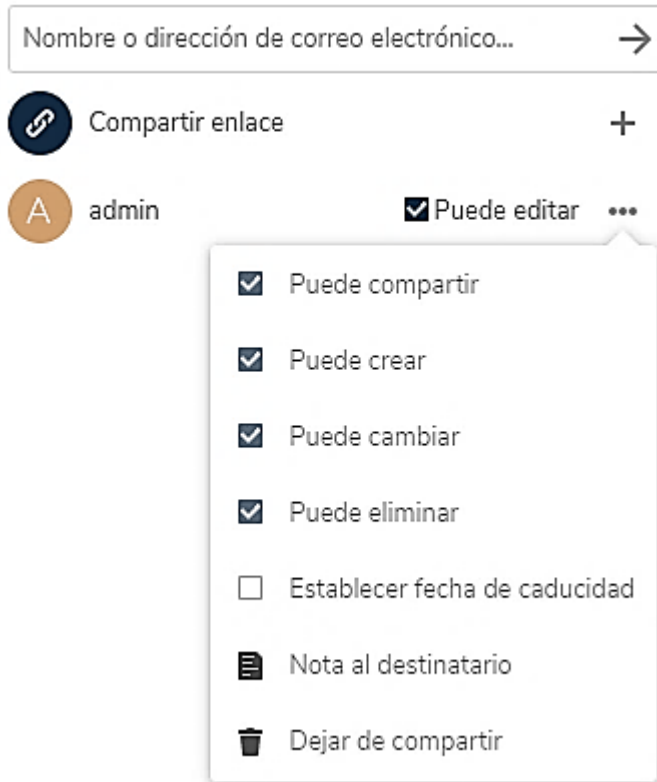 Nombre o dirección de correo electrónico...
Compartir enlace
A admin Puede editar
Puede compartir
Puede crear
Puede cambiar
Puede eliminar
Establecer fecha de caducidad
Nota al destinatario
Dejar de compartir